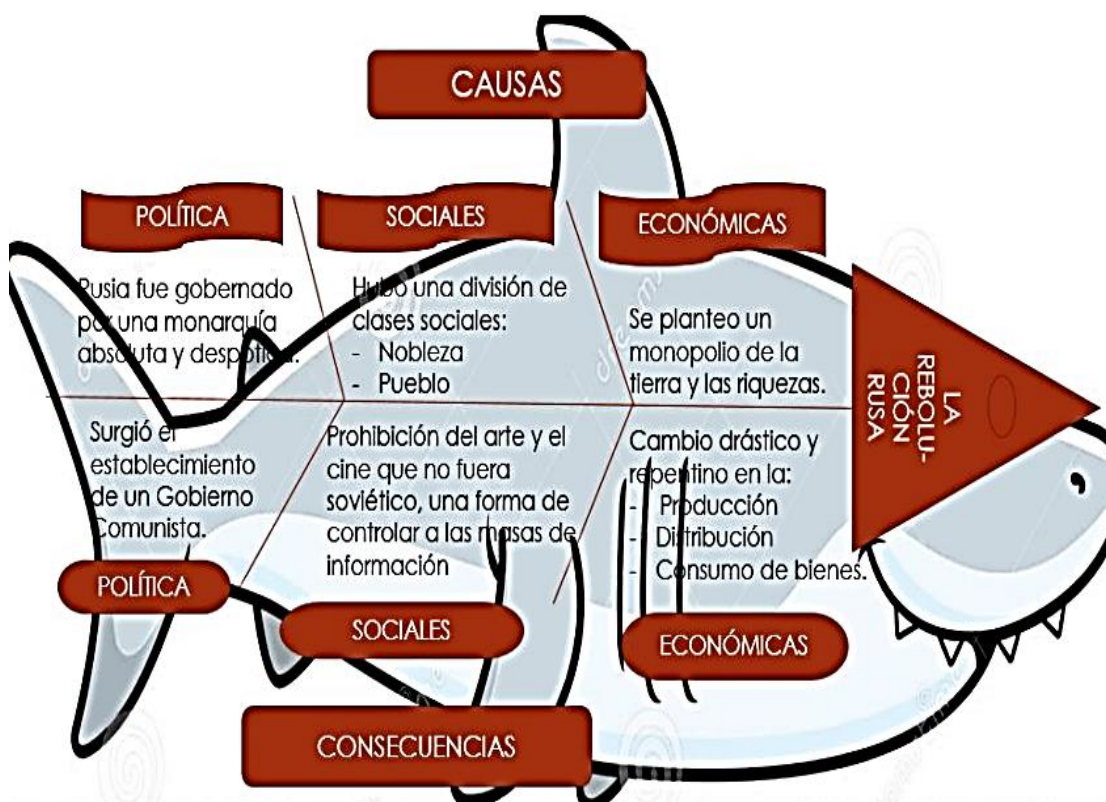 CAUSAS
POLÍTICA
SOCIALES
ECONÓMICAS
Rusia fue gobernado
por una monarquía
absoluta y despótica.
Hubo una división de
clases sociales:
- Nobleza
- Pueblo
Se planteo un
monopolio de la
tierra y las riquezas.
LA
REBOLU-
CIÓN
RUSA
Surgió el
establecimiento
de un Gobierno
Comunista.
Prohibición del arte y el
cine que no fuera
soviético, una forma de
controlar a las masas de
información
Cambio drástico y
repentino en la:
- Producción
- Distribución
- Consumo de bienes.
POLÍTICA
SOCIALES
ECONÓMICAS
CONSECUENCIAS